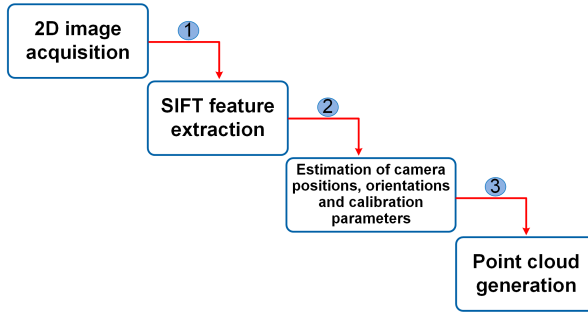 2D image
acquisition
1
SIFT feature
extraction
2
Estimation of camera
positions, orientations
and calibration
parameters
3
Point cloud
generation